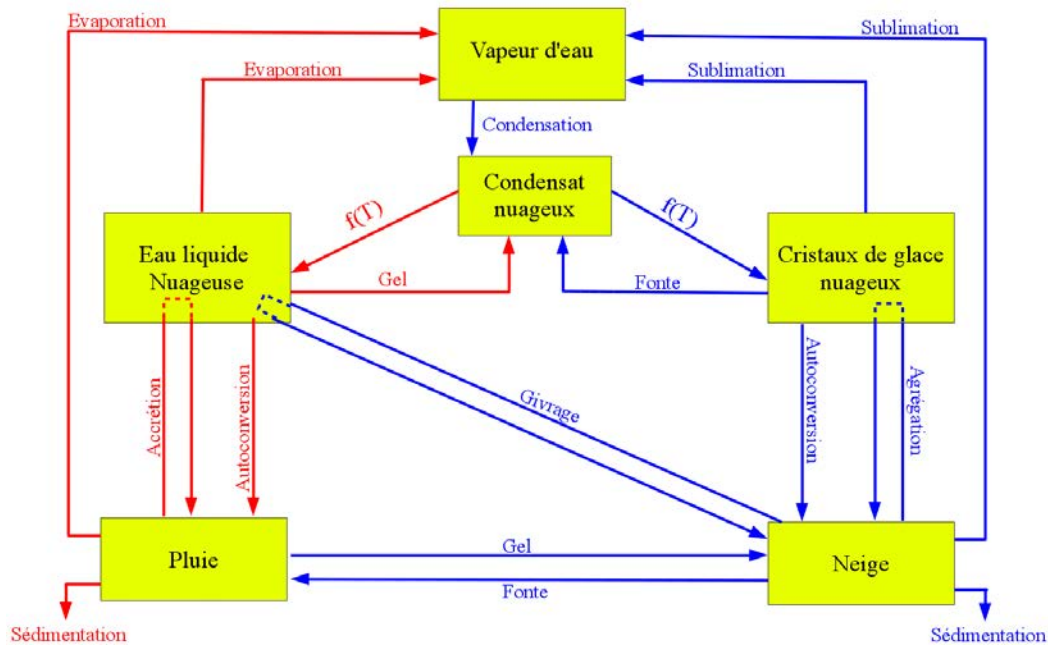 Evaporation
Sublimation
Vapeur d'eau
Evaporation
Sublimation
Condensation
Condensat
nuageux
f(T)
f(T)
Eau liquide
Nuageuse
Cristaux de glace
nuageux
Gel
Fonte
Accrétion
Autoconversion
Givrage
Autoconversion
Agrégation
Pluie
Gel
Neige
Fonte
Sédimentation
Sédimentation